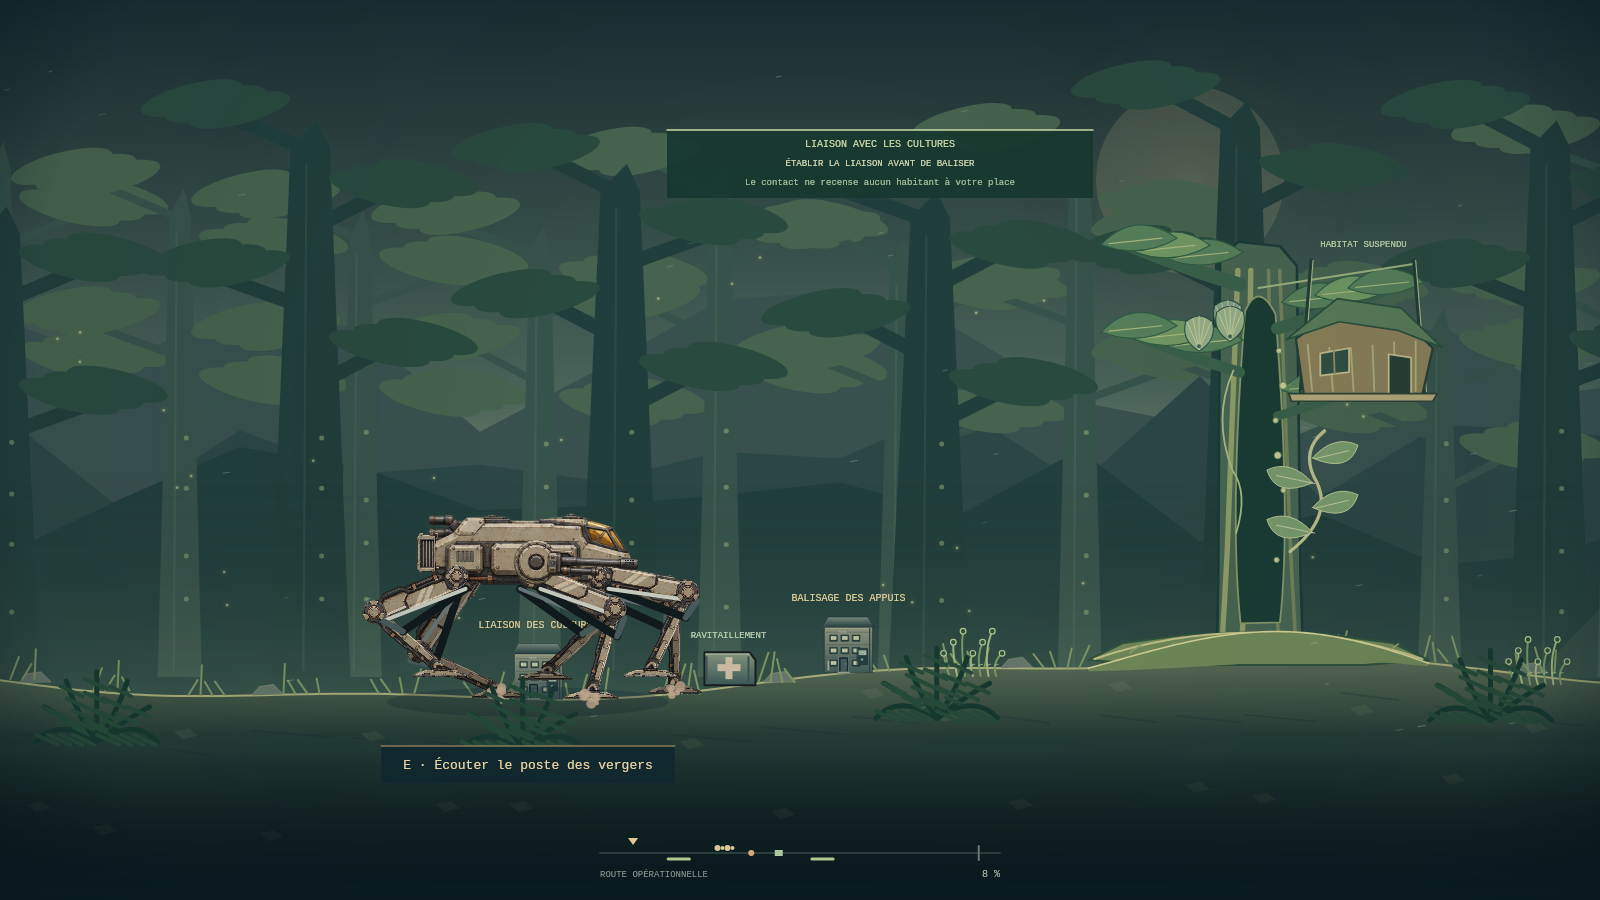 LIAISON AVEC LES CULTURES
ÉTABLIR LA LIAISON AVANT DE BALISER
Le contact ne recense aucun habitant à votre place
HABITAT SUSPENDU
BALISAGE DES APPUIS
LIAISON DES
RAVITAILLEMENT
E · Écouter le poste des vergers
ROUTE OPÉRATIONNELLE
8 %